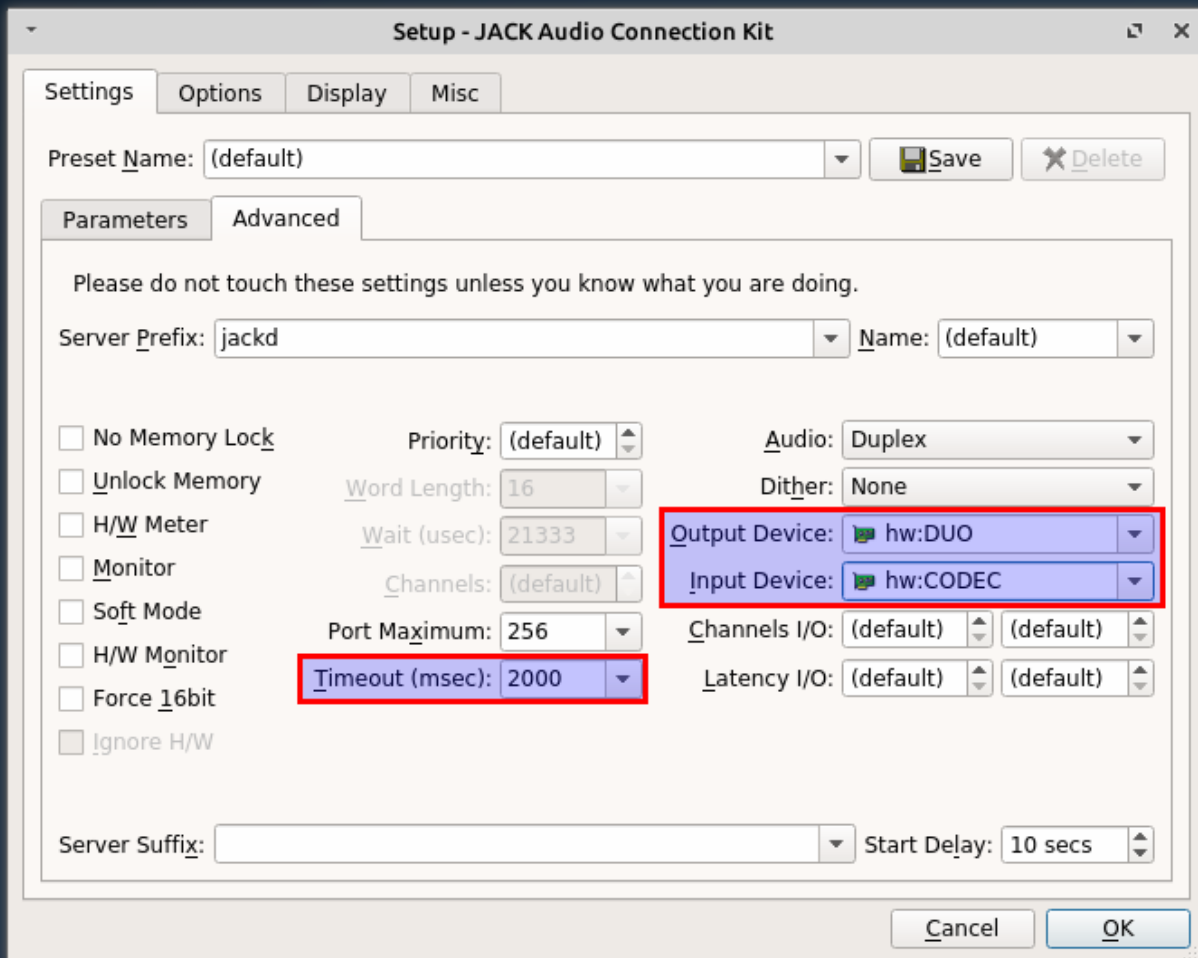 Setup - JACK Audio Connection Kit
Settings Options Display Misc
Preset Name: (default) Save Delete
Parameters Advanced
Please do not touch these settings unless you know what you are doing.
Server Prefix: jackd Name: (default)
No Memory Lock Priority: (default) Audio: Duplex
Unlock Memory Word Length: 16 Dither: None
H/W Meter Wait (usec): 21333 Output Device: hw:DUO
Monitor Channels: (default) Input Device: hw:CODEC
Soft Mode Port Maximum: 256 Channels I/O: (default) (default)
H/W Monitor Timeout (msec): 2000 Latency I/O: (default) (default)
Force 16bit
Ignore H/W
Server Suffix: Start Delay: 10 secs
Cancel OK